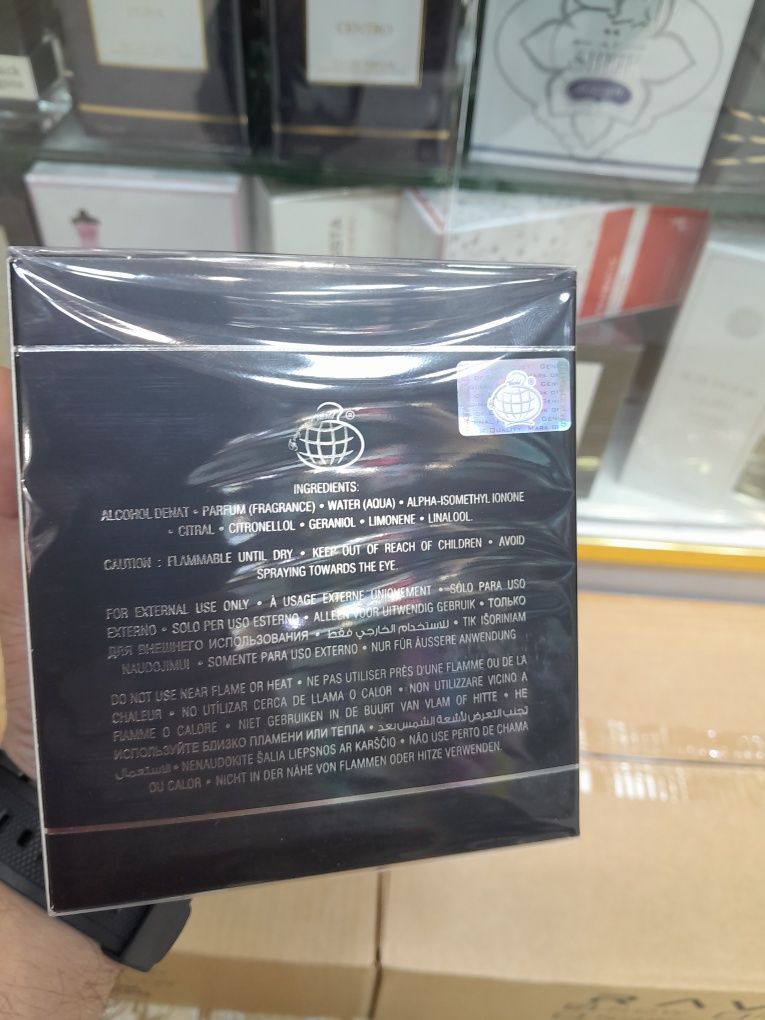 CENTRO
INGREDIENTS:
ALCOHOL DENAT • PARFUM (FRAGRANCE) • WATER (AQUA) • ALPHA-ISOMETHYL IONONE
• CITRAL • CITRONELLOL • GERANIOL • LIMONENE • LINALOOL.
CAUTION : FLAMMABLE UNTIL DRY • KEEP OUT OF REACH OF CHILDREN • AVOID
SPRAYING TOWARDS THE EYE.
FOR EXTERNAL USE ONLY • À USAGE EXTERNE UNIQUEMENT • SÓLO PARA USO
EXTERNO • SOLO PER USO ESTERNO • ALLEEN VOOR UITWENDIG GEBRUIK • ТОЛЬКО
ДЛЯ ВНЕШНЕГО ИСПОЛЬЗОВАНИЯ • للاستخدام الخارجي فقط • TIK IŠORINIAM
NAUDOJIMUI • SOMENTE PARA USO EXTERNO • NUR FÜR ÄUSSERE ANWENDUNG
DO NOT USE NEAR FLAME OR HEAT • NE PAS UTILISER PRÈS D'UNE FLAMME OU DE LA
CHALEUR • NO UTILIZAR CERCA DE LLAMA O CALOR • NON UTILIZZARE VICINO A
FIAMME O CALORE • NIET GEBRUIKEN IN DE BUURT VAN VLAM OF HITTE • НЕ
ИСПОЛЬЗУЙТЕ БЛИЗКО ПЛАМЕНИ ИЛИ ТЕПЛА • تجنب التعرض لأشعة الشمس بعد
الاستعمال • NENAUDOKITE ŠALIA LIEPSNOS AR KARŠČIO • NÃO USE PERTO DE CHAMA
OU CALOR • NICHT IN DER NÄHE VON FLAMMEN ODER HITZE VERWENDEN.